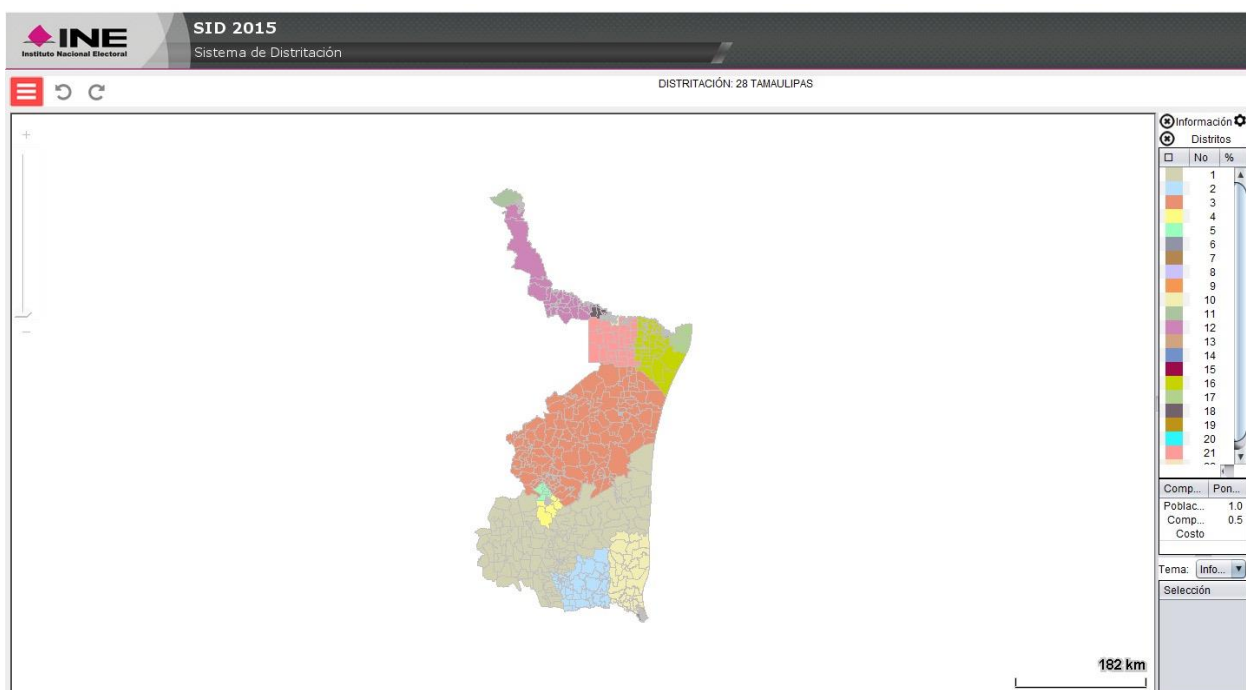 INE
Instituto Nacional Electoral
SID 2015
Sistema de Distritación
DISTRITACIÓN: 28 TAMAULIPAS
Información
Distritos
No %
1
2
3
4
5
6
7
8
9
10
11
12
13
14
15
16
17
18
19
20
21
Comp... Pon...
Poblac... 1.0
Comp... 0.5
Costo
Tema: Info...
Selección
182 km